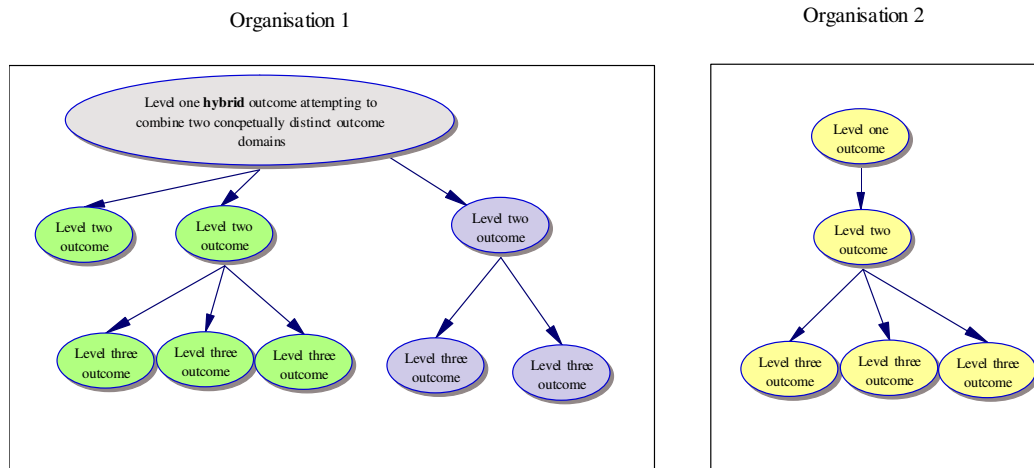 Organisation 1
Organisation 2
Level one hybrid outcome attempting to
combine two concpetually distinct outcome
domains
Level one
outcome
Level two
outcome
Level two
outcome
Level two
outcome
Level two
outcome
Level three
outcome
Level three
outcome
Level three
outcome
Level three
outcome
Level three
outcome
Level three
outcome
Level three
outcome
Level three
outcome